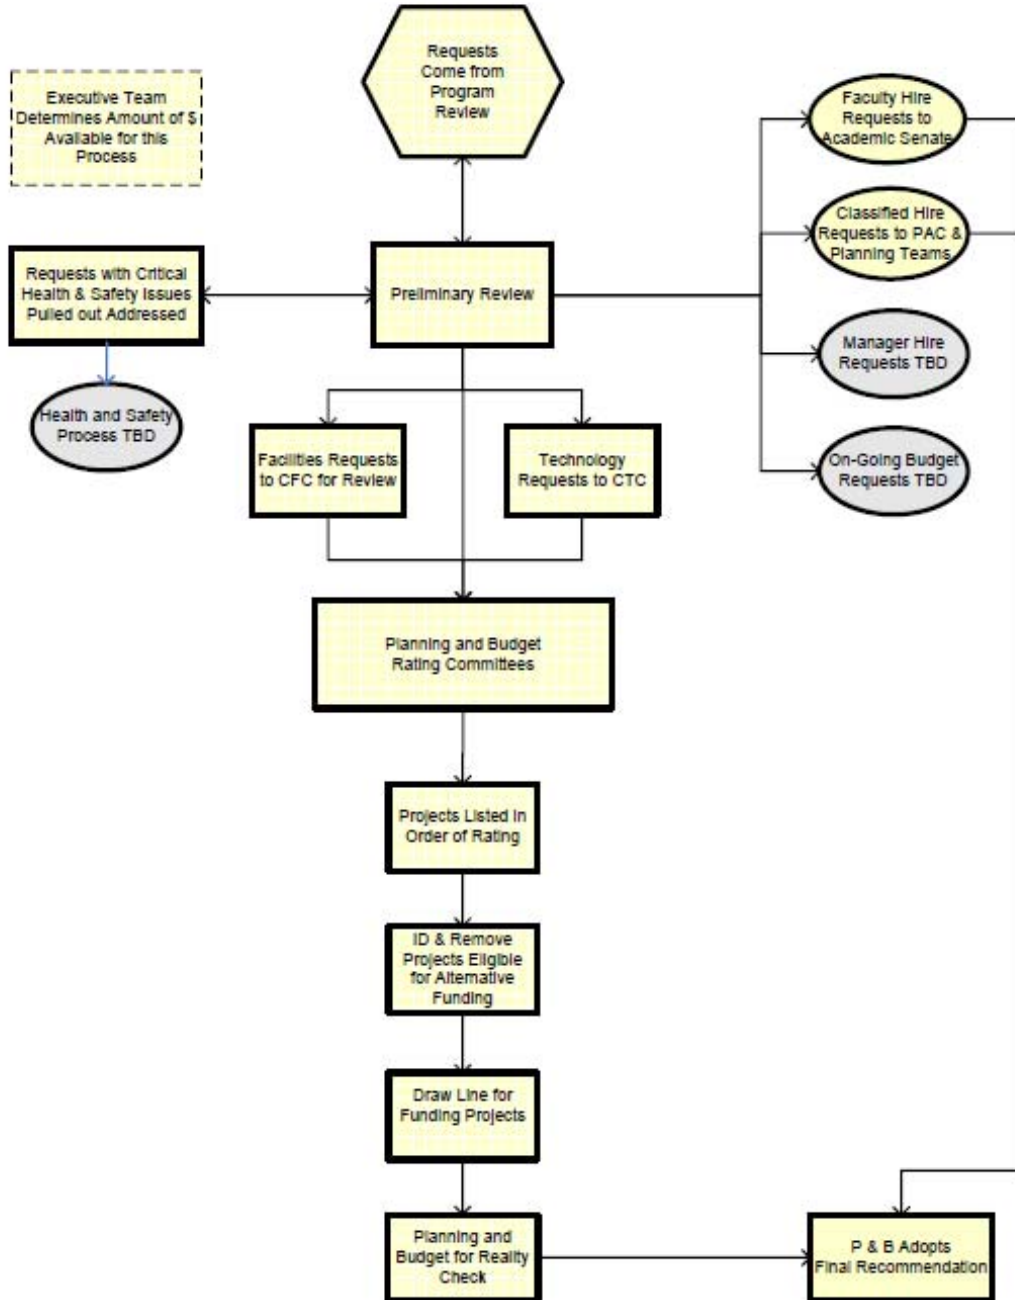 Requests
Come from
Program
Review
Executive Team
Determines Amount of $
Available for this
Process
Faculty Hire
Requests to
Academic Senate
Classified Hire
Requests to PAC &
Planning Teams
Requests with Critical
Health & Safety Issues
Pulled out Addressed
Preliminary Review
Manager Hire
Requests TBD
Health and Safety
Process TBD
Facilities Requests
to CFC for Review
Technology
Requests to CTC
On-Going Budget
Requests TBD
Planning and Budget
Rating Committees
Projects Listed in
Order of Rating
ID & Remove
Projects Eligible
for Alternative
Funding
Draw Line for
Funding Projects
Planning and
Budget for Reality
Check
P & B Adopts
Final Recommendation